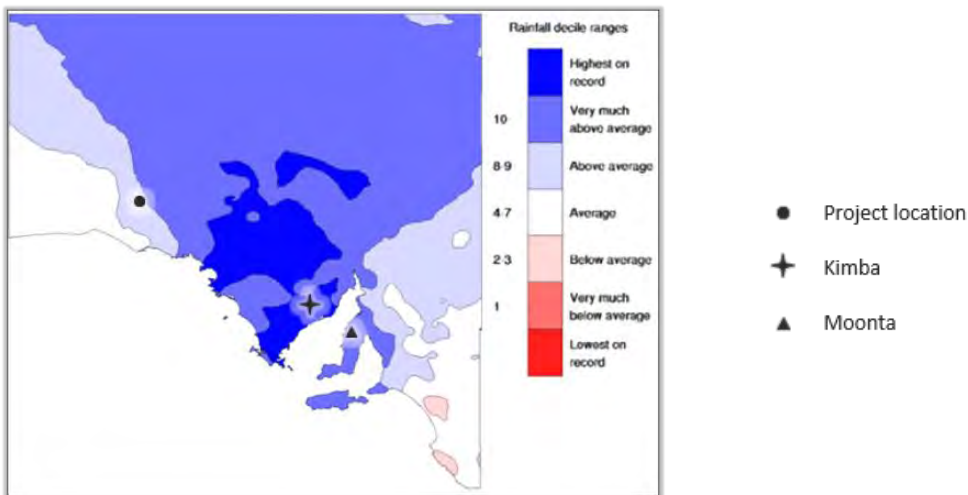 Rainfall decile ranges
Highest on
record
10
Very much
above average
8-9
Above average
4-7
Average
2-3
Below average
1
Very much
below average
Lowest on
record
Project location
Kimba
Moonta